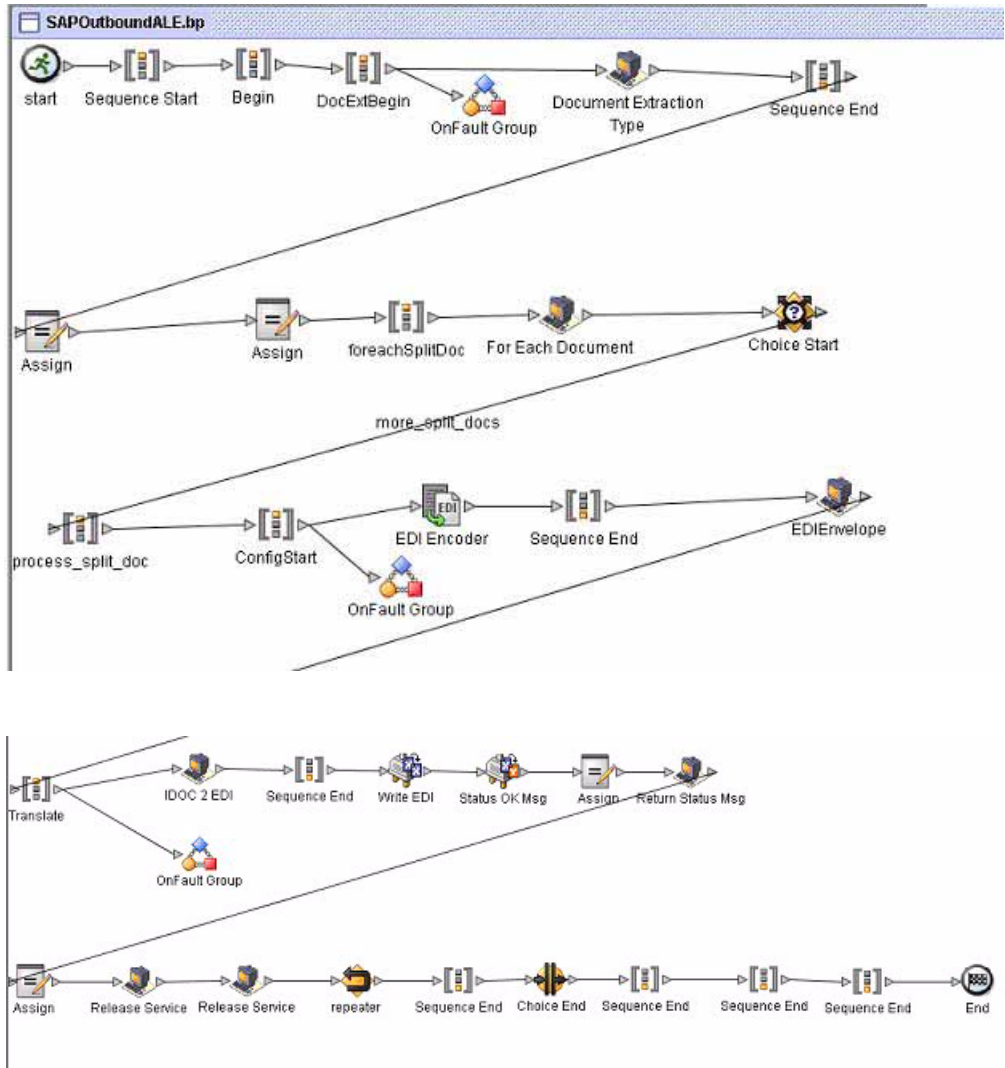 SAPOutboundALE.bp
start
Sequence Start
Begin
DocExtBegin
OnFault Group
Document Extraction
Type
Sequence End
Assign
Assign
foreachSplitDoc
For Each Document
Choice Start
more_split_docs
process_split_doc
ConfigStart
EDI
EDI Encoder
Sequence End
EDIEnvelope
OnFault Group
Translate
IDOC 2 EDI
Sequence End
Write EDI
Status OK Msg
Assign
Return Status Msg
OnFault Group
Assign
Release Service
Release Service
repeater
Sequence End
Choice End
Sequence End
Sequence End
Sequence End
End